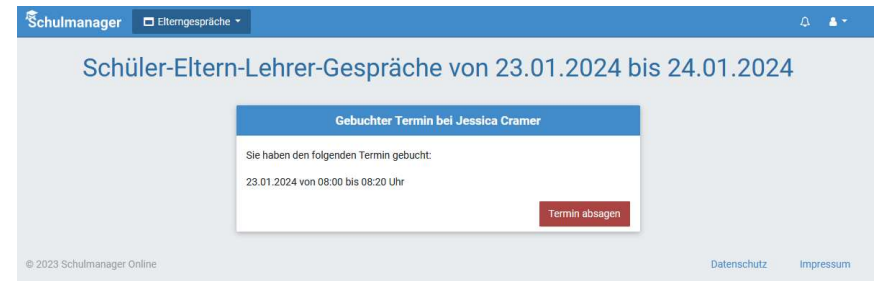 Schulmanager Elterngespräche
Schüler-Eltern-Lehrer-Gespräche von 23.01.2024 bis 24.01.2024
Gebuchter Termin bei Jessica Cramer
Sie haben den folgenden Termin gebucht:
23.01.2024 von 08:00 bis 08:20 Uhr
Termin absagen
© 2023 Schulmanager Online Datenschutz Impressum